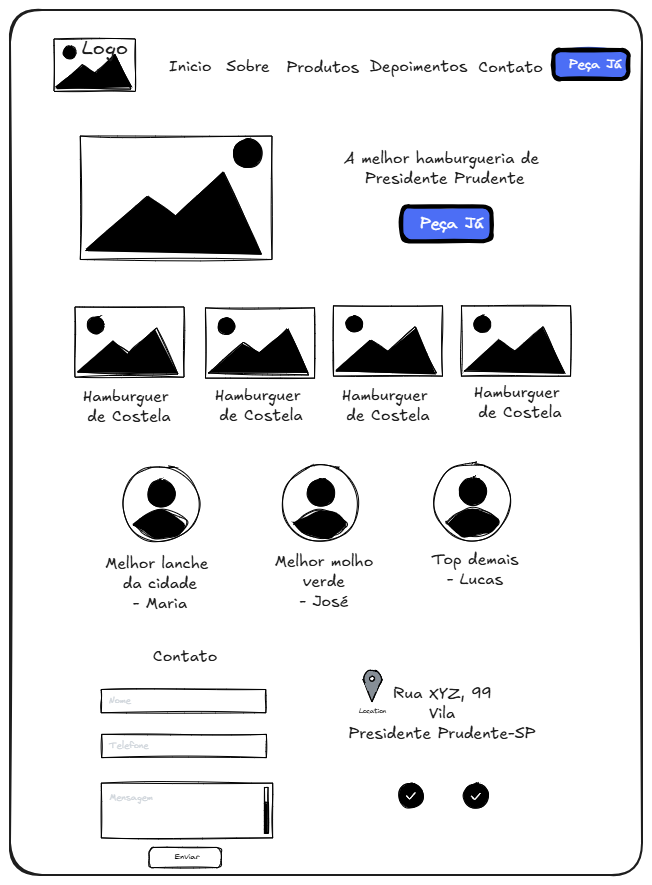 Logo
Inicio Sobre Produtos Depoimentos Contato Peça Já
A melhor hamburgueria de
Presidente Prudente
Peça Já
Hamburguer
de Costela
Hamburguer
de Costela
Hamburguer
de Costela
Hamburguer
de Costela
Melhor lanche
da cidade
- Maria
Melhor molho
verde
- José
Top demais
- Lucas
Contato
Nome
Telefone
Mensagem
Enviar
Location
Rua XYZ, 99
Vila
Presidente Prudente-SP